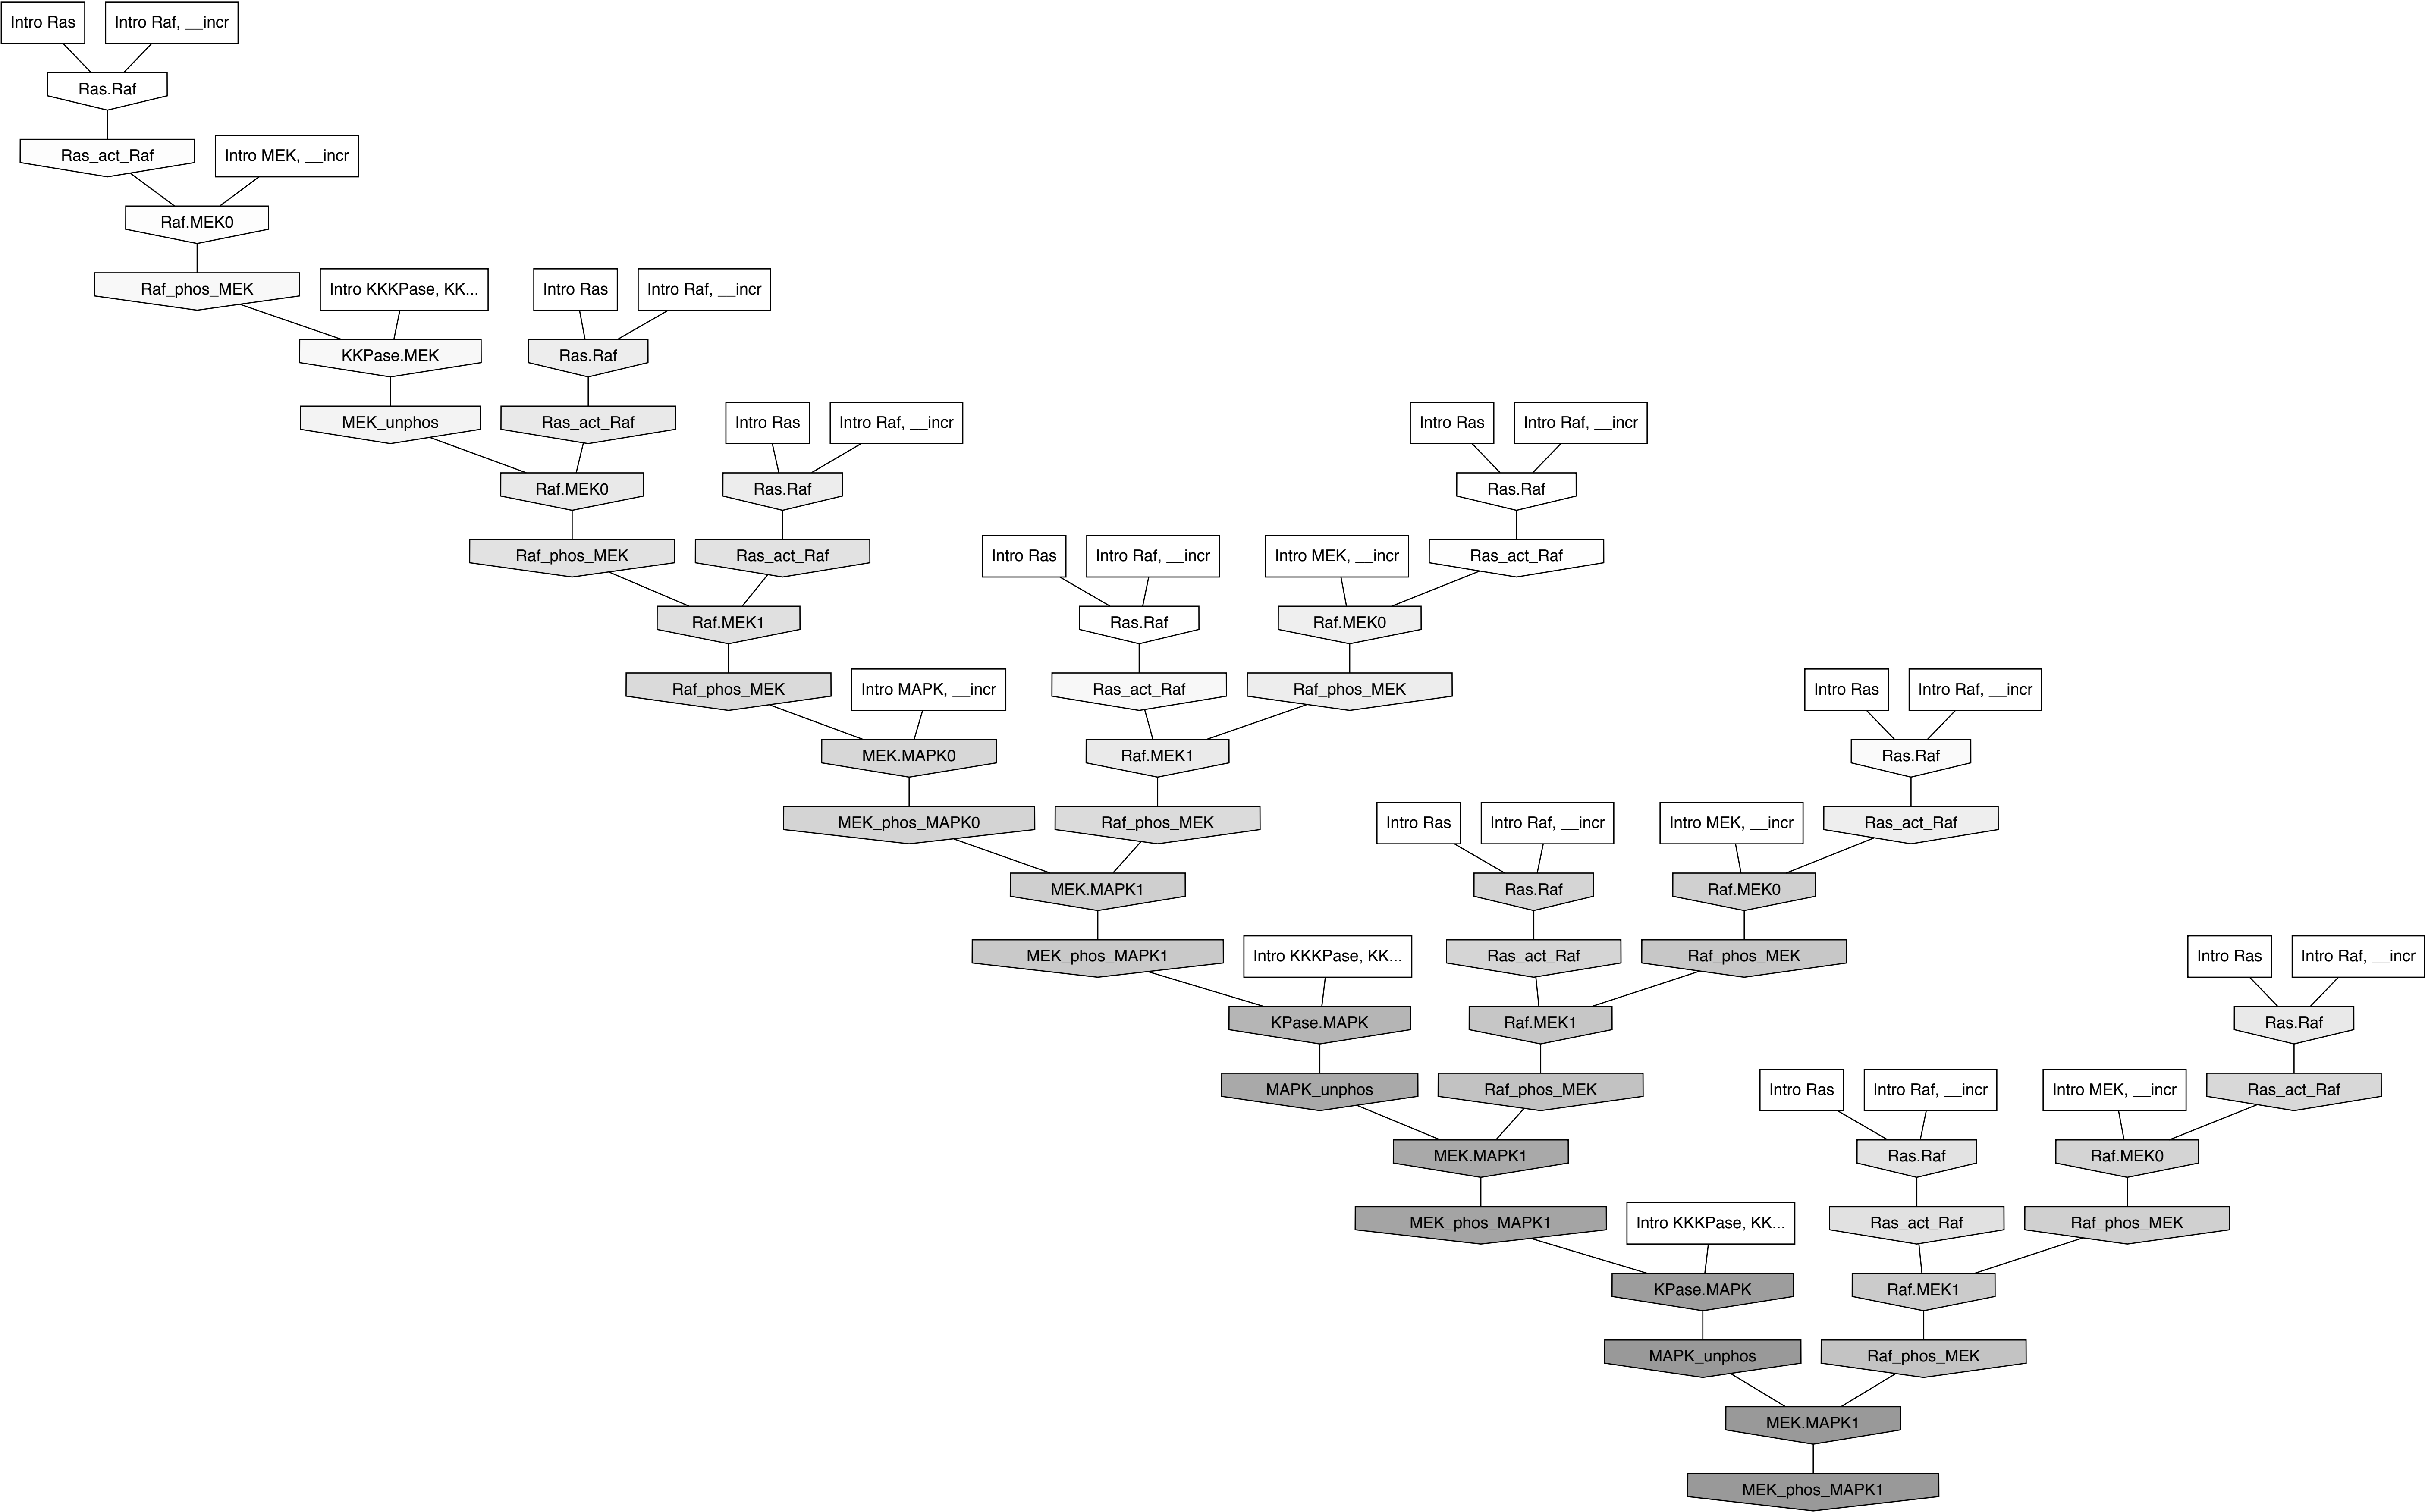 Intro Ras
Intro Raf, __incr
Ras.Raf
Ras_act_Raf
Intro MEK, __incr
Raf.MEK0
Raf_phos_MEK
Intro KKKPase, KK...
Intro Ras
Intro Raf, __incr
KKPase.MEK
Ras.Raf
MEK_unphos
Ras_act_Raf
Intro Ras
Intro Raf, __incr
Intro Ras
Intro Raf, __incr
Raf.MEK0
Ras.Raf
Ras.Raf
Raf_phos_MEK
Ras_act_Raf
Intro Ras
Intro Raf, __incr
Intro MEK, __incr
Ras_act_Raf
Raf.MEK1
Ras.Raf
Raf.MEK0
Raf_phos_MEK
Intro MAPK, __incr
Ras_act_Raf
Raf_phos_MEK
Intro Ras
Intro Raf, __incr
MEK.MAPK0
Raf.MEK1
Ras.Raf
MEK_phos_MAPK0
Raf_phos_MEK
Intro Ras
Intro Raf, __incr
Intro MEK, __incr
Ras_act_Raf
MEK.MAPK1
Ras.Raf
Raf.MEK0
MEK_phos_MAPK1
Intro KKKPase, KK...
Ras_act_Raf
Raf_phos_MEK
Intro Ras
Intro Raf, __incr
KPase.MAPK
Raf.MEK1
Ras.Raf
MAPK_unphos
Raf_phos_MEK
Intro Ras
Intro Raf, __incr
Intro MEK, __incr
Ras_act_Raf
MEK.MAPK1
Ras.Raf
Raf.MEK0
MEK_phos_MAPK1
Intro KKKPase, KK...
Ras_act_Raf
Raf_phos_MEK
KPase.MAPK
Raf.MEK1
MAPK_unphos
Raf_phos_MEK
MEK.MAPK1
MEK_phos_MAPK1